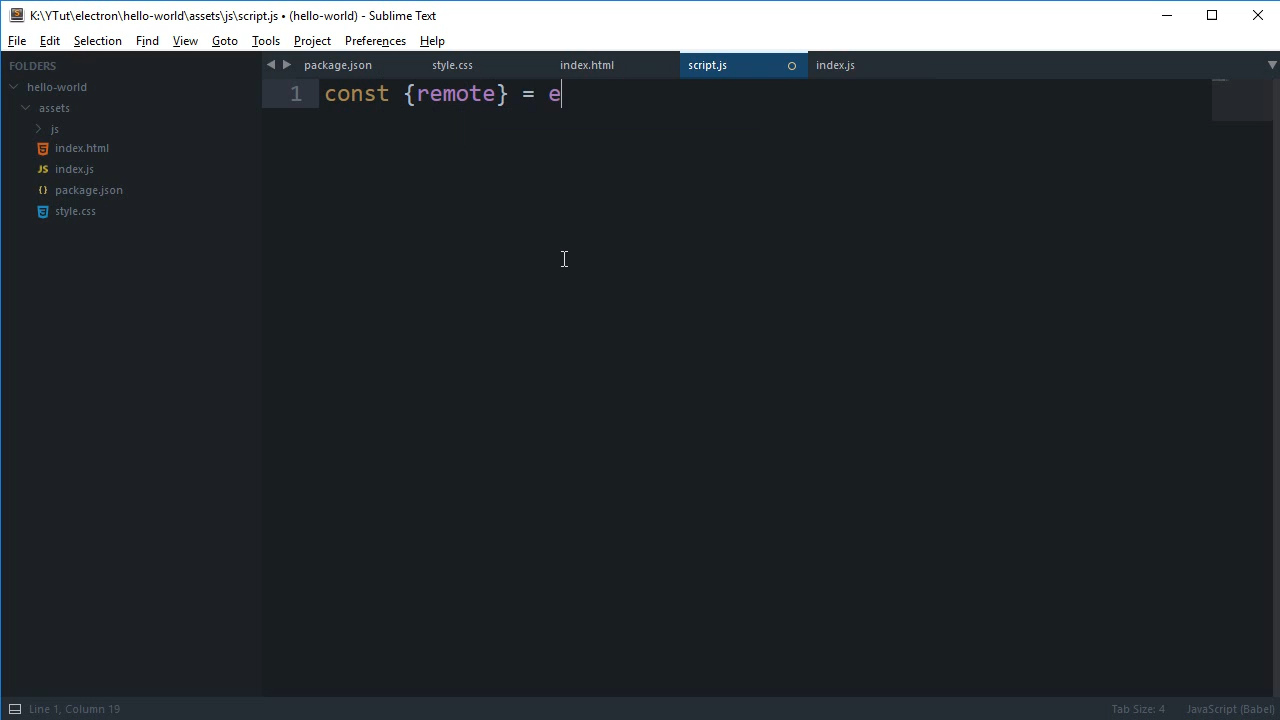 K:\YTut\electron\hello-world\assets\js\script.js • (hello-world) - Sublime Text
File Edit Selection Find View Goto Tools Project Preferences Help
FOLDERS
hello-world
assets
js
index.html
index.js
package.json
style.css
package.json style.css index.html script.js index.js
1 const {remote} = e
Line 1, Column 19
Tab Size: 4 JavaScript (Babel)